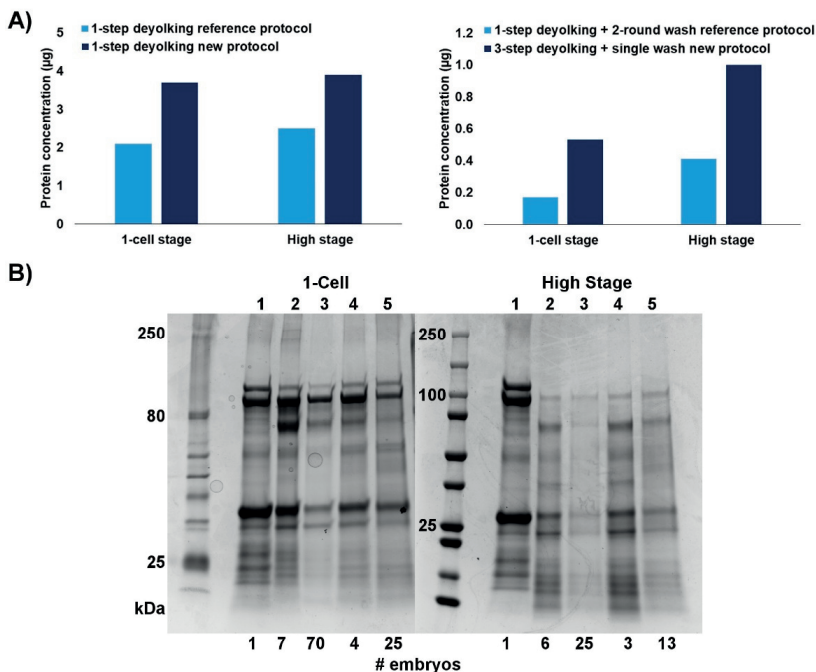 A)
Protein concentration (µg)
5
4
3
2
1
0
1-step deyolking reference protocol
1-step deyolking new protocol
1-cell stage
High stage
Protein concentration (µg)
1.2
1.0
0.8
0.6
0.4
0.2
0.0
1-step deyolking + 2-round wash reference protocol
3-step deyolking + single wash new protocol
1-cell stage
High stage
B)
1-Cell
High Stage
1 2 3 4 5
1 2 3 4 5
250
80
25
kDa
250
100
25
1 7 70 4 25
1 6 25 3 13
# embryos